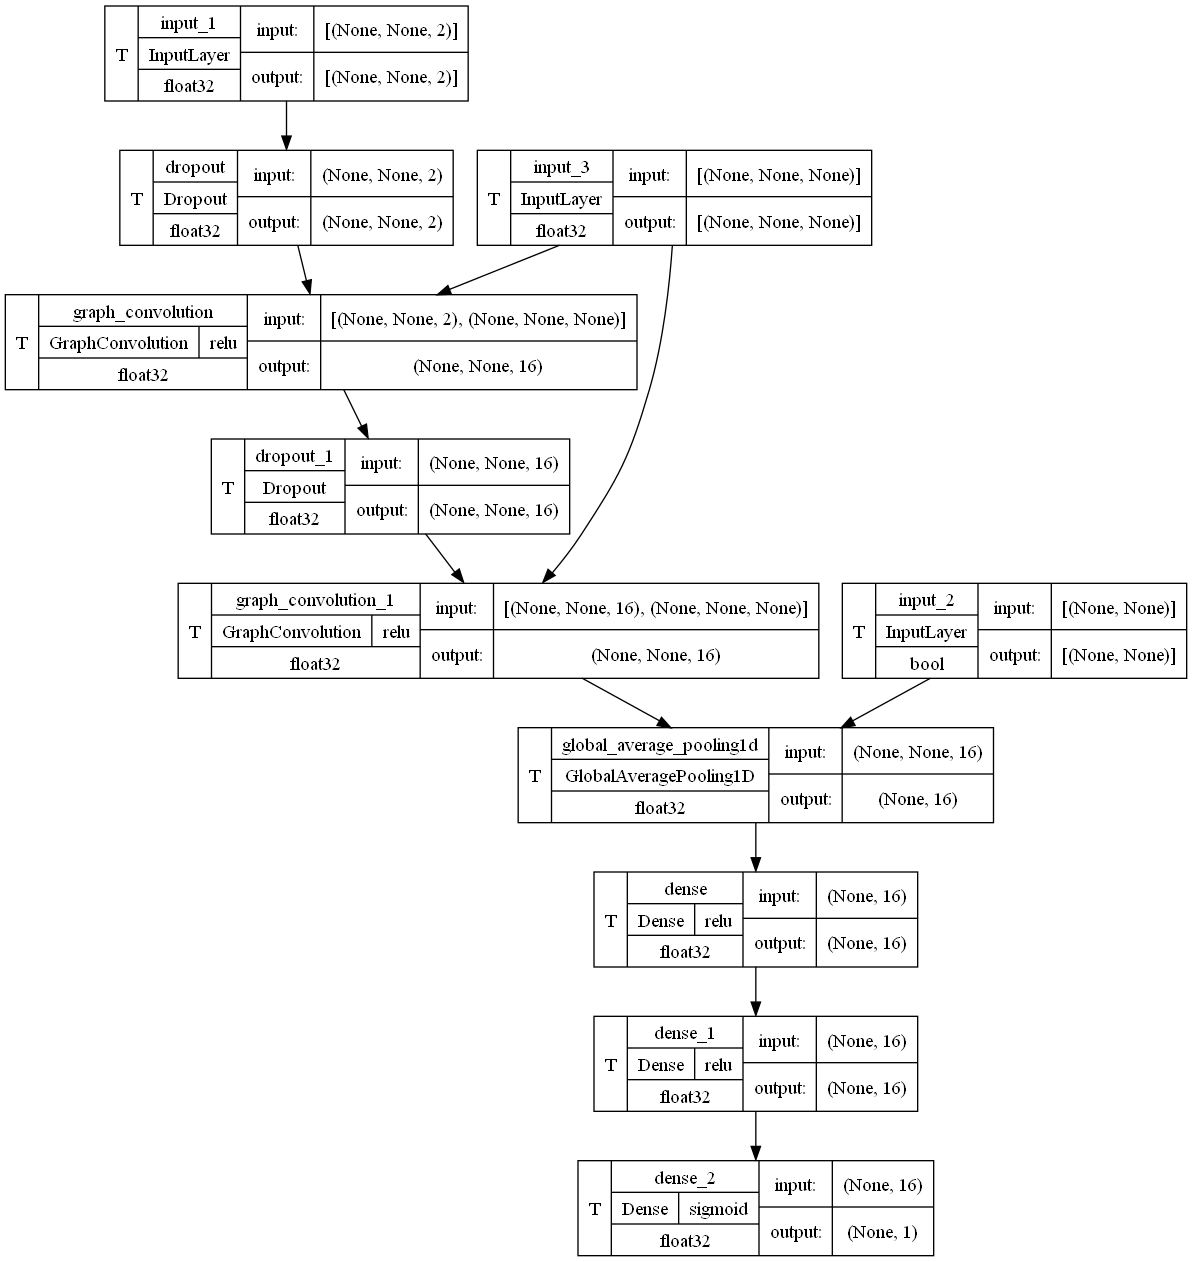 T
input_1
InputLayer
float32
input:
[(None, None, 2)]
output:
[(None, None, 2)]
T
dropout
Dropout
float32
input:
(None, None, 2)
output:
(None, None, 2)
T
input_3
InputLayer
float32
input:
[(None, None, None)]
output:
[(None, None, None)]
T
graph_convolution
GraphConvolution
relu
float32
input:
[(None, None, 2), (None, None, None)]
output:
(None, None, 16)
T
dropout_1
Dropout
float32
input:
(None, None, 16)
output:
(None, None, 16)
T
graph_convolution_1
GraphConvolution
relu
float32
input:
[(None, None, 16), (None, None, None)]
output:
(None, None, 16)
T
input_2
InputLayer
bool
input:
[(None, None)]
output:
[(None, None)]
T
global_average_pooling1d
GlobalAveragePooling1D
float32
input:
(None, None, 16)
output:
(None, 16)
T
dense
Dense
relu
float32
input:
(None, 16)
output:
(None, 16)
T
dense_1
Dense
relu
float32
input:
(None, 16)
output:
(None, 16)
T
dense_2
Dense
sigmoid
float32
input:
(None, 16)
output:
(None, 1)